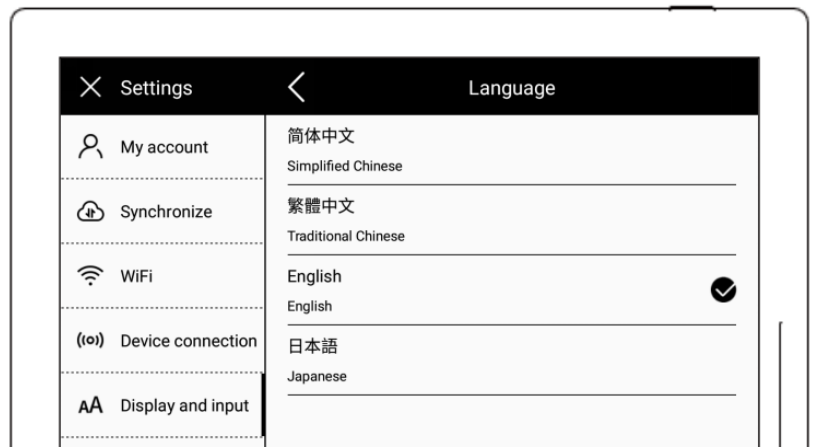 Settings
Language
My account
Synchronize
WiFi
Device connection
AA Display and input
简体中文
Simplified Chinese
繁體中文
Traditional Chinese
English
English
日本語
Japanese